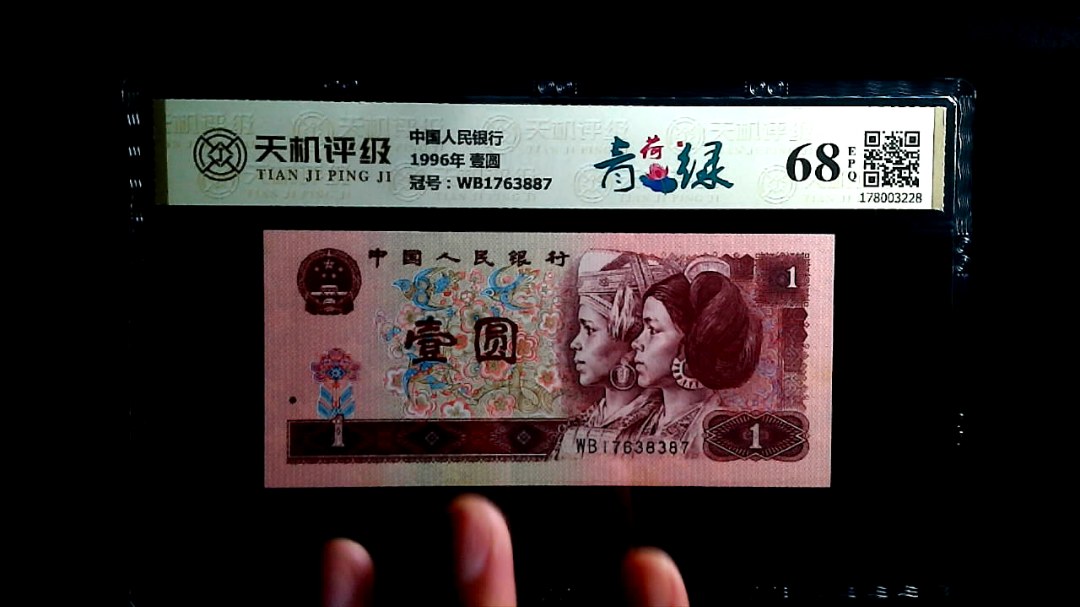 天机评级
TIAN JI PING JI
中国人民银行
1996年 壹圆
冠号：WB1763887
青荷绿
68
EPQ
178003228
中国人民银行
1
壹圆
1
WB17638387
1